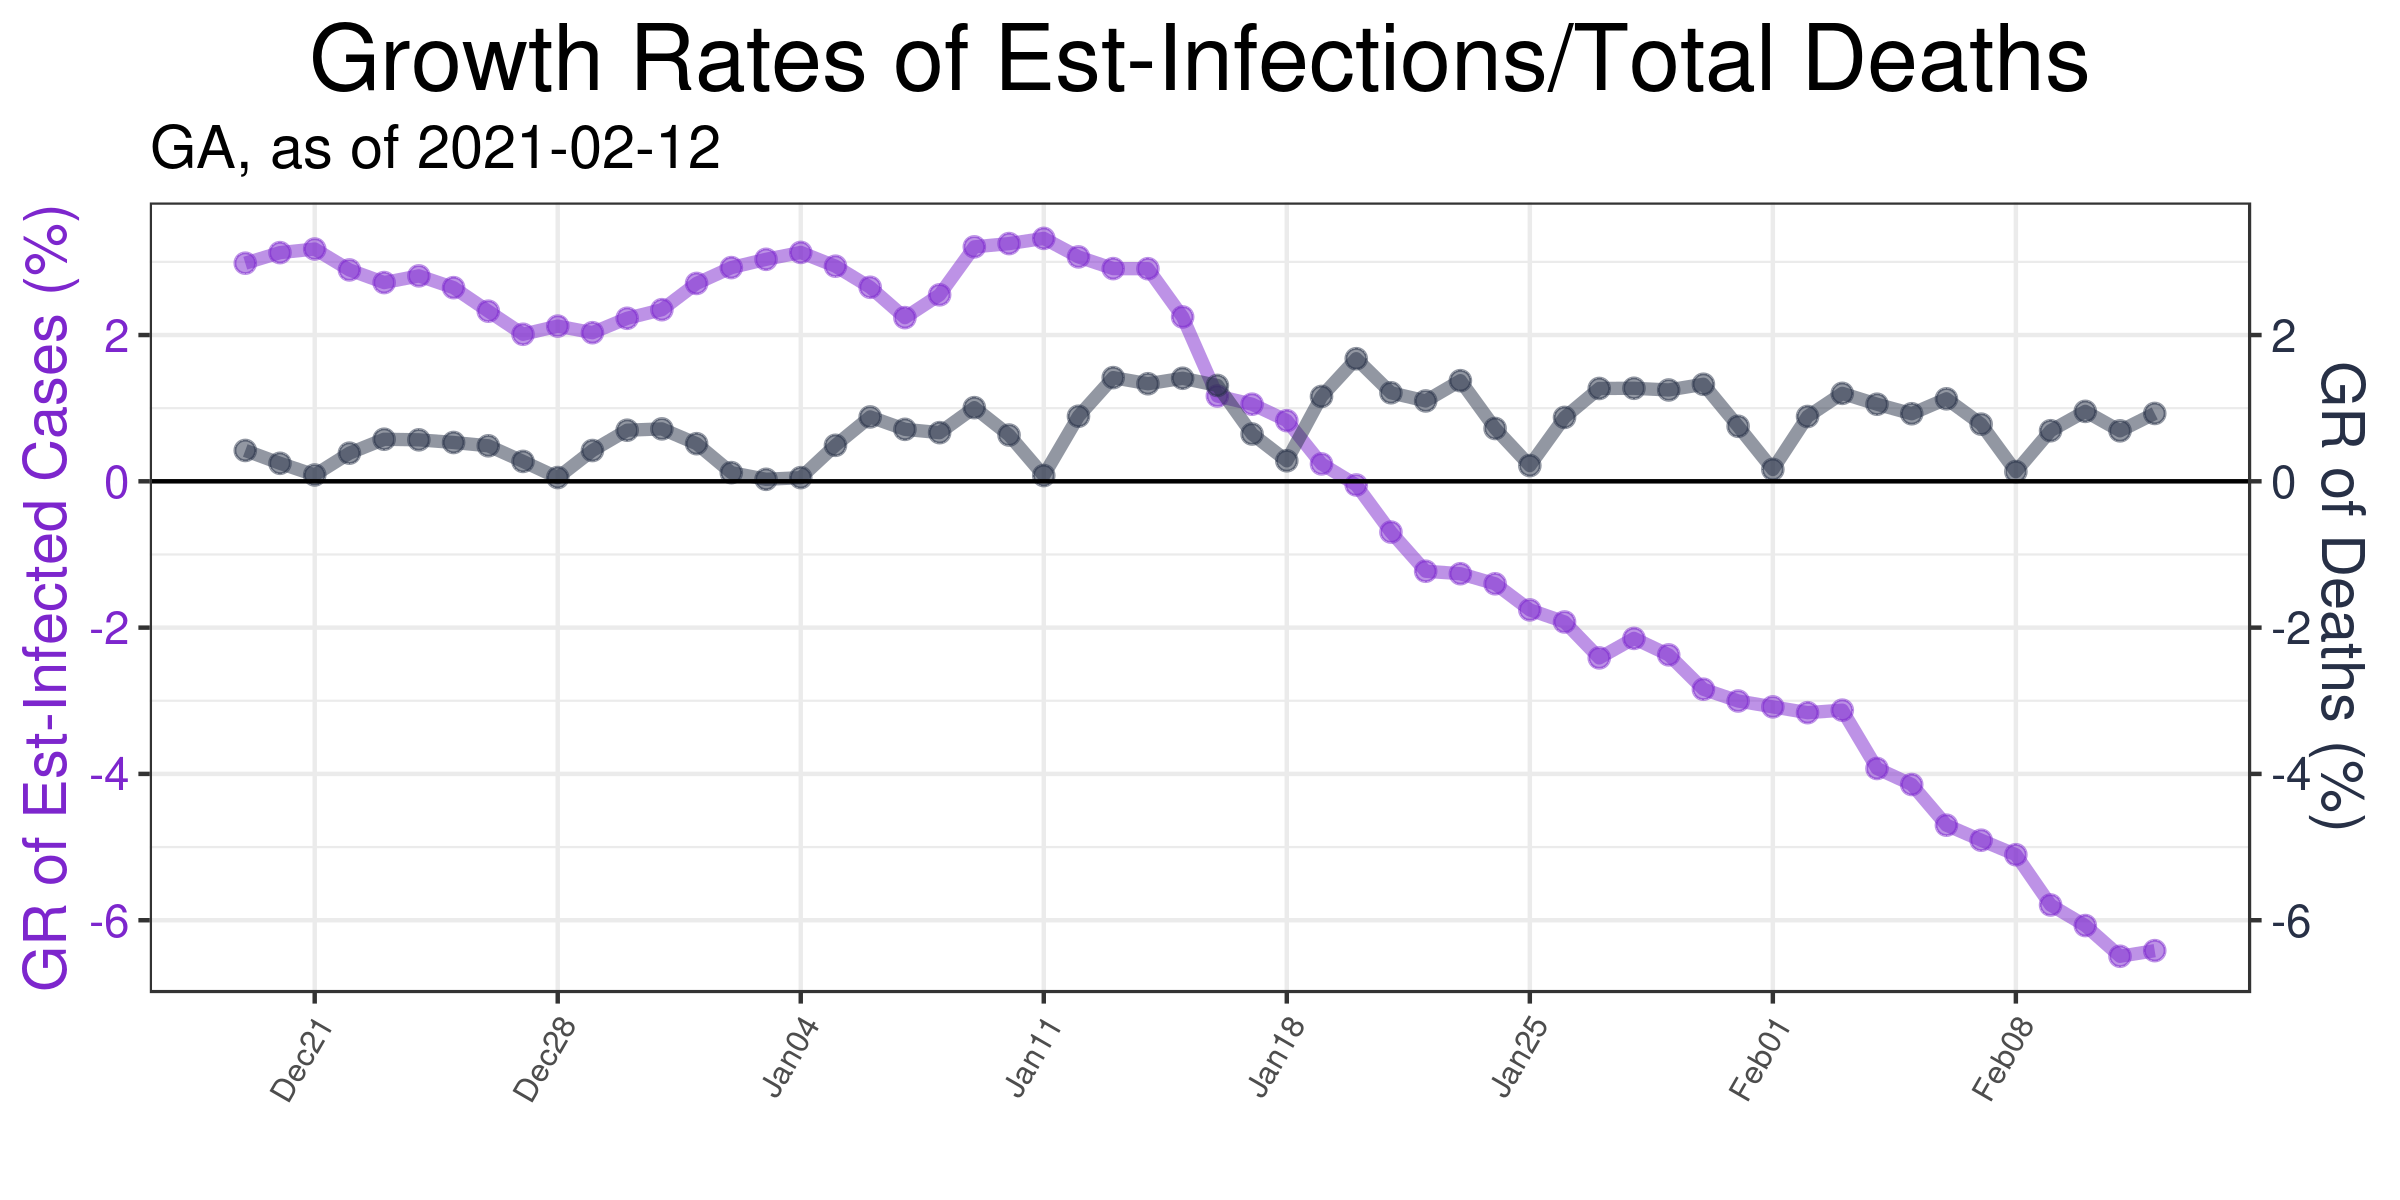 Growth Rates of Est-Infections/Total Deaths
GA, as of 2021-02-12
GR of Est-Infected Cases (%)
2
0
-2
-4
-6
2
0
-2
-4
-6
GR of Deaths (%)
Dec21
Dec28
Jan04
Jan11
Jan18
Jan25
Feb01
Feb08